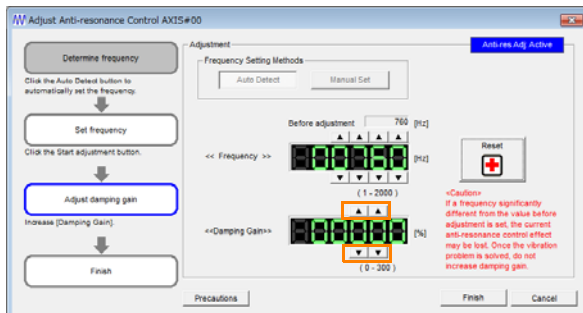 Adjust Anti-resonance Control AXIS#00
Determine frequency
Click the Auto Detect button to
automatically set the frequency.
Set frequency
Click the Start adjustment button.
Adjust damping gain
Increase [Damping Gain].
Finish
Adjustment
Anti-res Adj Active
Frequency Setting Methods
Auto Detect
Manual Set
Before adjustment 760 [Hz]
<< Frequency >> 00760 [Hz]
( 1 - 2000 )
<<Damping Gain>> 00000 [%]
( 0 - 300 )
Reset
<Caution>
If a frequency significantly
different from the value before
adjustment is set, the current
anti-resonance control effect
may be lost. Once the vibration
problem is solved, do not
increase damping gain.
Precautions
Finish
Cancel